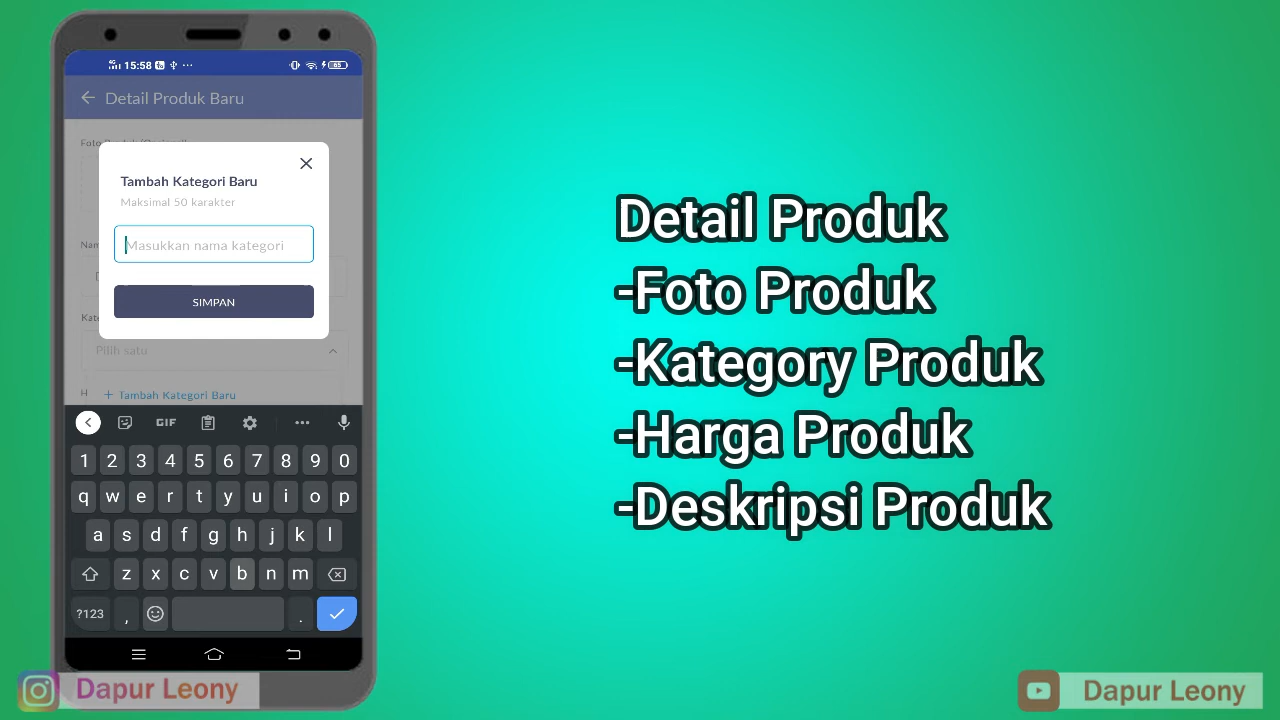 15:58
65
Detail Produk Baru
Tambah Kategori Baru
Maksimal 50 karakter
Masukkan nama kategori
SIMPAN
Pilih satu
H + Tambah Kategori Baru
GIF
1 2 3 4 5 6 7 8 9 0
q w e r t y u i o p
a s d f g h j k l
z x c v b n m
?123 , .
Detail Produk
-Foto Produk
-Kategory Produk
-Harga Produk
-Deskripsi Produk
Dapur Leony
Dapur Leony